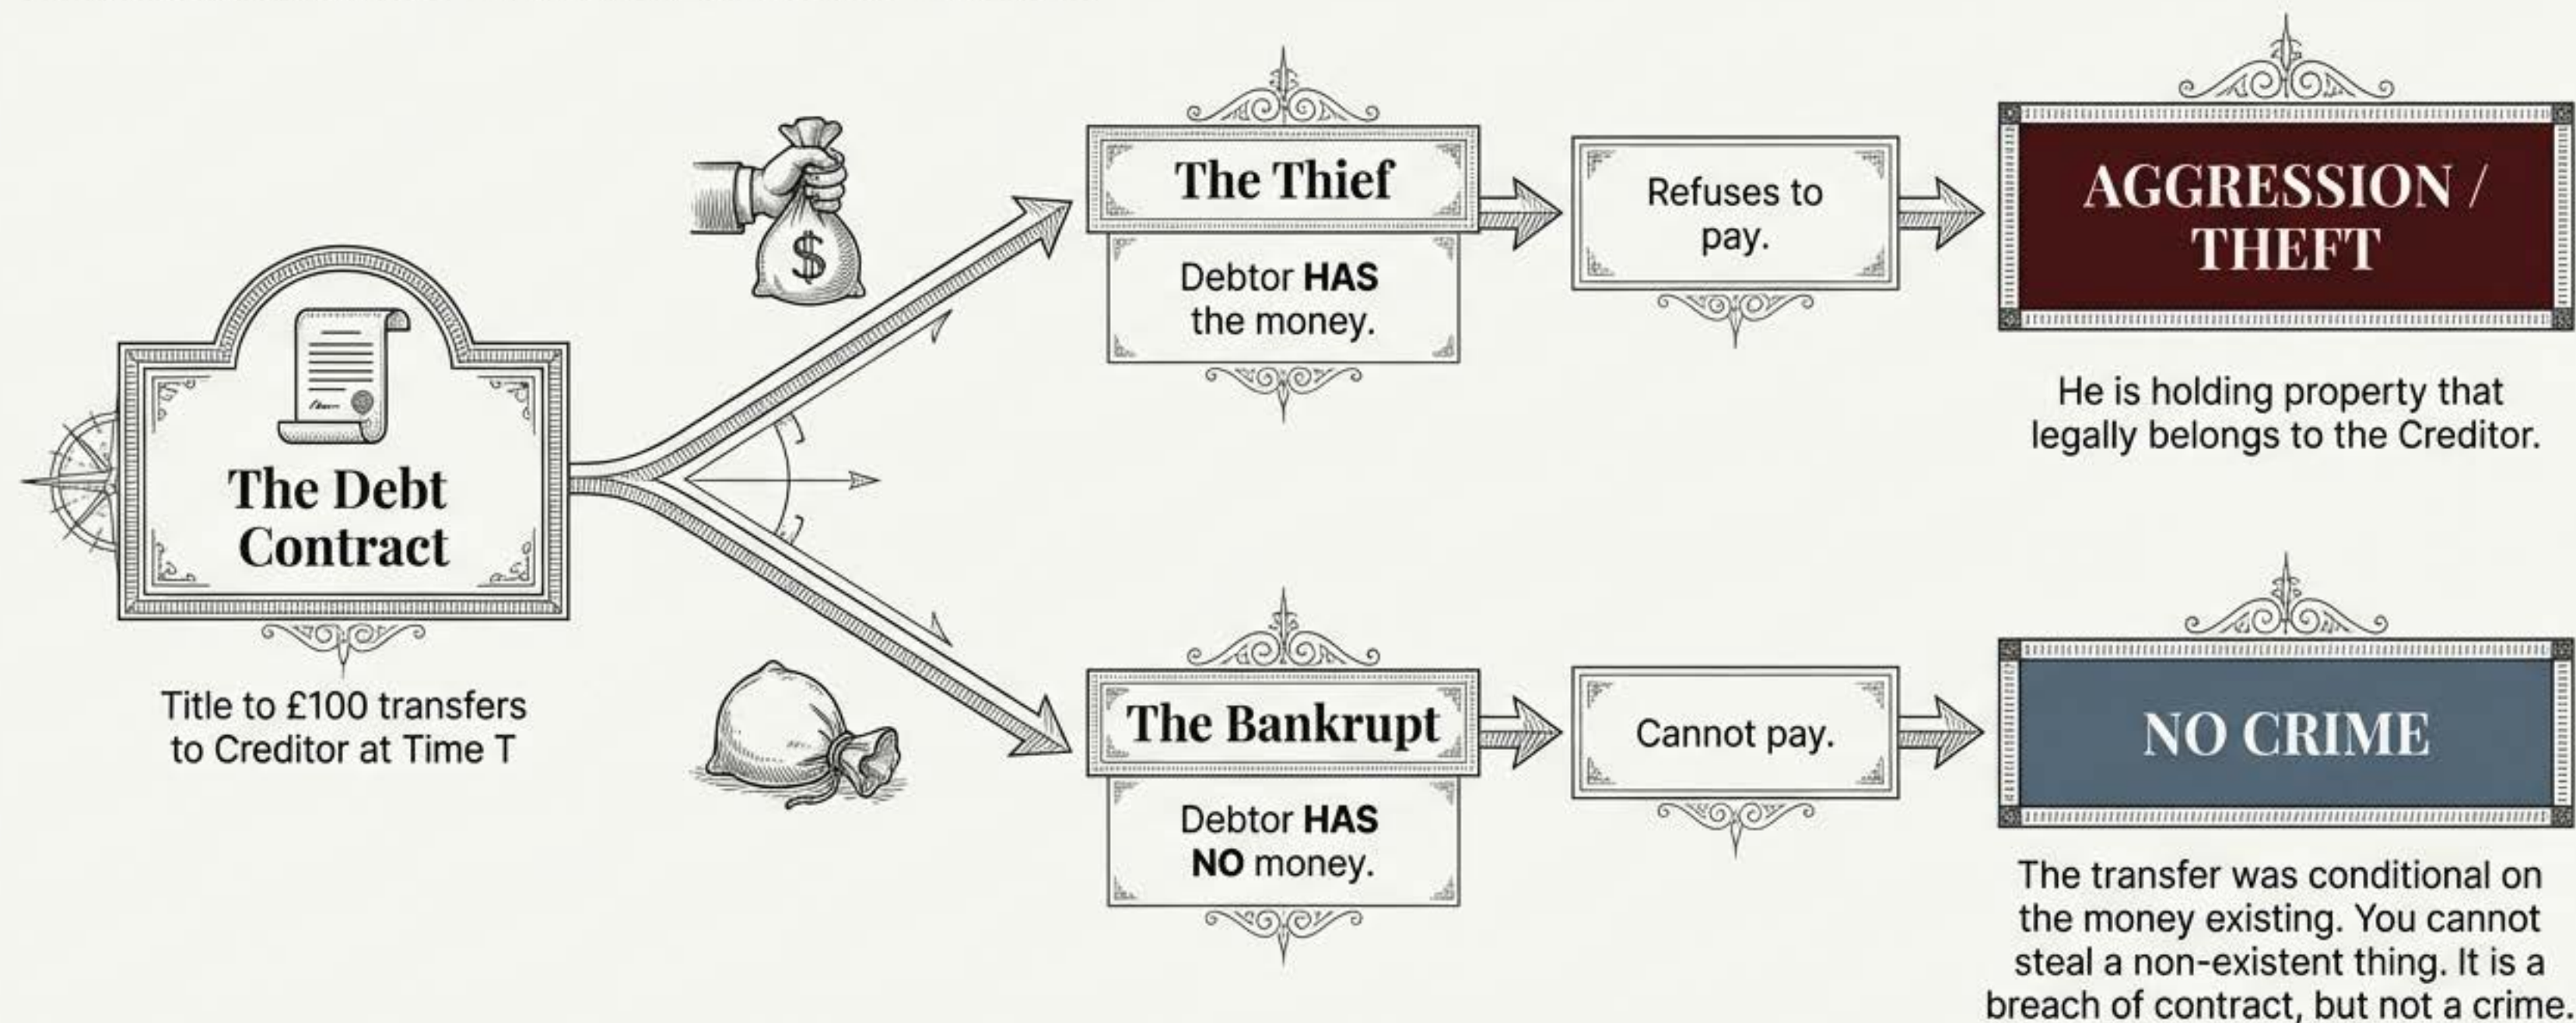 The Debt
Contract
Title to £100 transfers
to Creditor at Time T
$
The Thief
Debtor HAS
the money.
Refuses to
pay.
AGGRESSION /
THEFT
He is holding property that
legally belongs to the Creditor.
The Bankrupt
Debtor HAS
NO money.
Cannot pay.
NO CRIME
The transfer was conditional on
the money existing. You cannot
steal a non-existent thing. It is a
breach of contract, but not a crime.